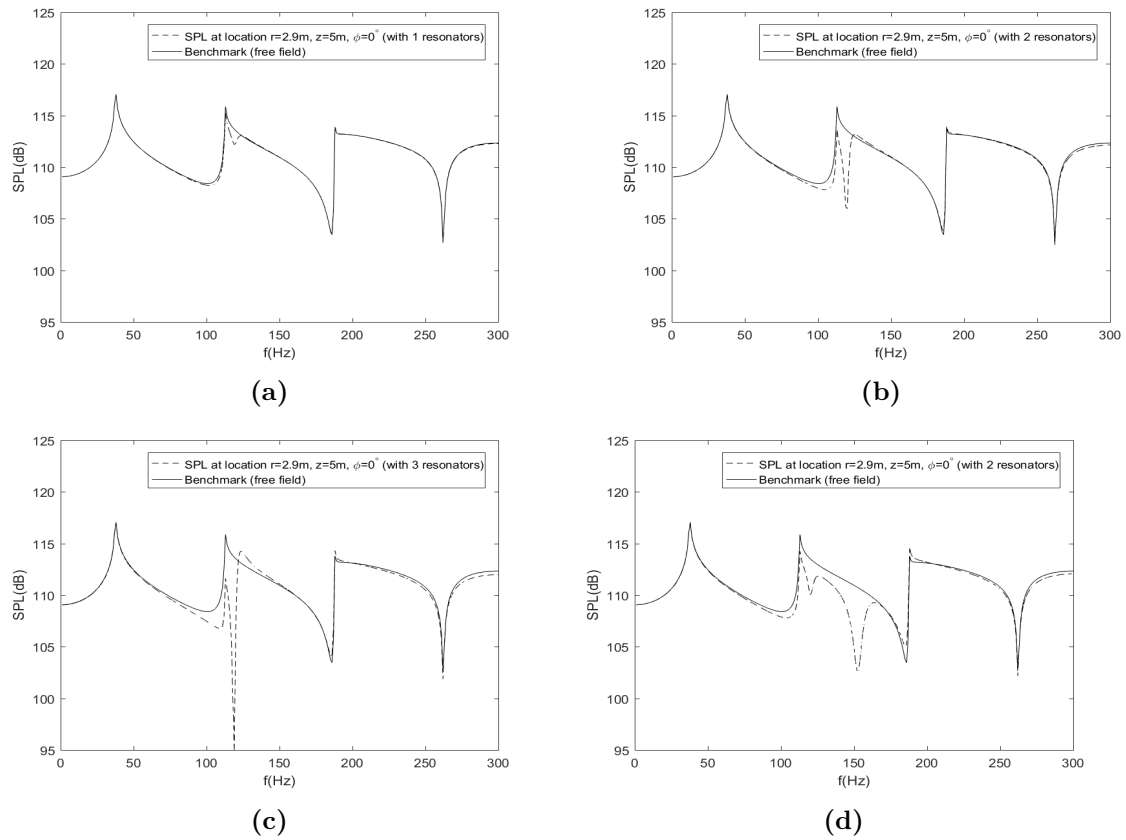 SPL at location r=2.9m, z=5m, ϕ=0° (with 1 resonators)
Benchmark (free field)
125
120
115
110
105
100
95
SPL(dB)
0 50 100 150 200 250 300
f(Hz)
(a)
SPL at location r=2.9m, z=5m, ϕ=0° (with 2 resonators)
Benchmark (free field)
125
120
115
110
105
100
95
SPL(dB)
0 50 100 150 200 250 300
f(Hz)
(b)
SPL at location r=2.9m, z=5m, ϕ=0° (with 3 resonators)
Benchmark (free field)
125
120
115
110
105
100
95
SPL(dB)
0 50 100 150 200 250 300
f(Hz)
(c)
SPL at location r=2.9m, z=5m, ϕ=0° (with 2 resonators)
Benchmark (free field)
125
120
115
110
105
100
95
SPL(dB)
0 50 100 150 200 250 300
f(Hz)
(d)